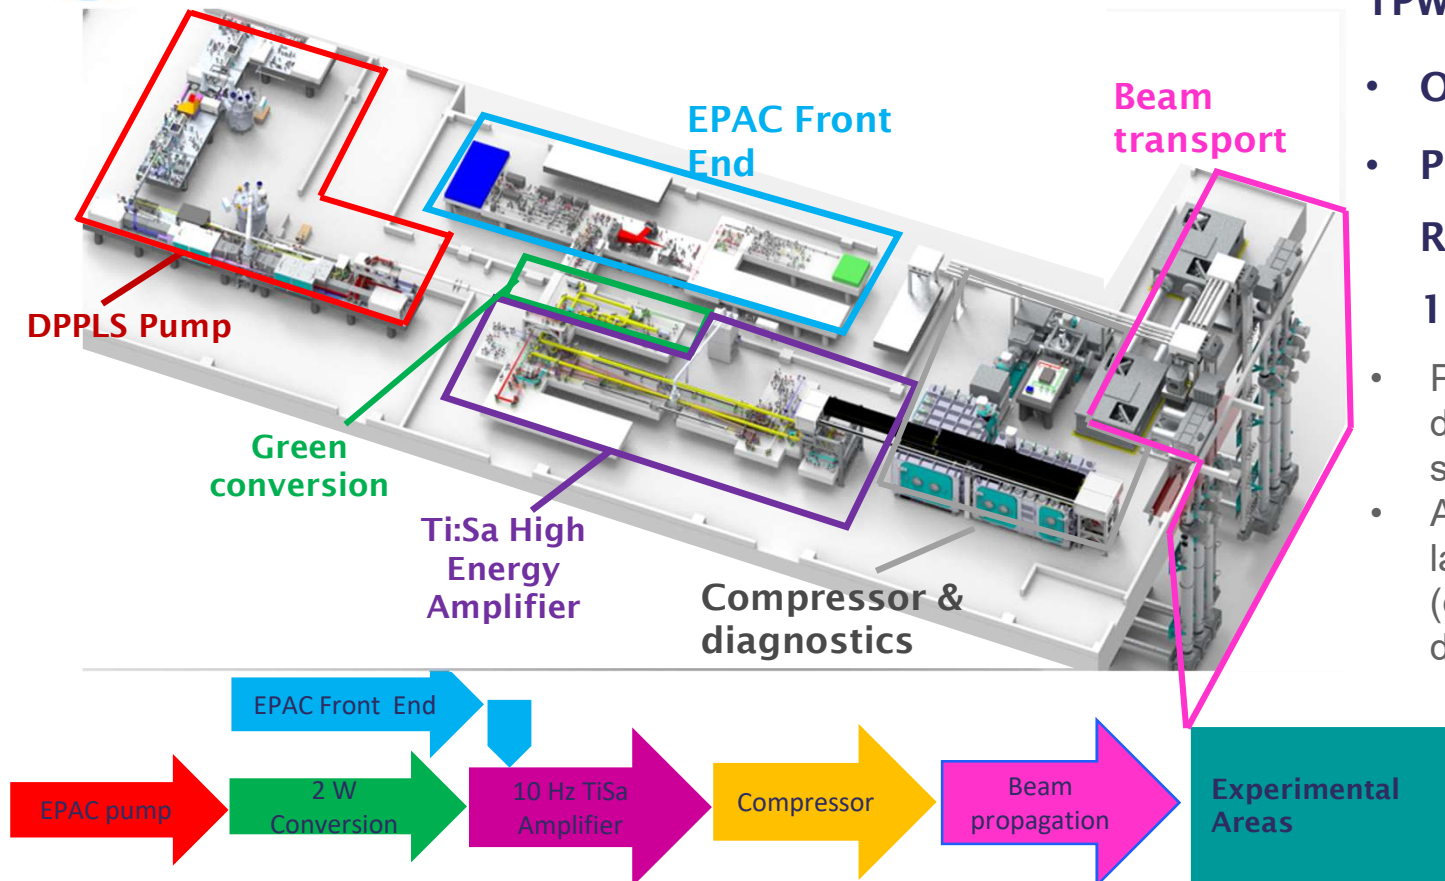 EPAC Front
End
Beam
transport
DPPLS Pump
Green
conversion
Ti:Sa High
Energy
Amplifier
Compressor &
diagnostics
1
EPAC Front End
EPAC pump
2 W
Conversion
10 Hz TiSa
Amplifier
Compressor
Beam
propagation
Experimental
Areas